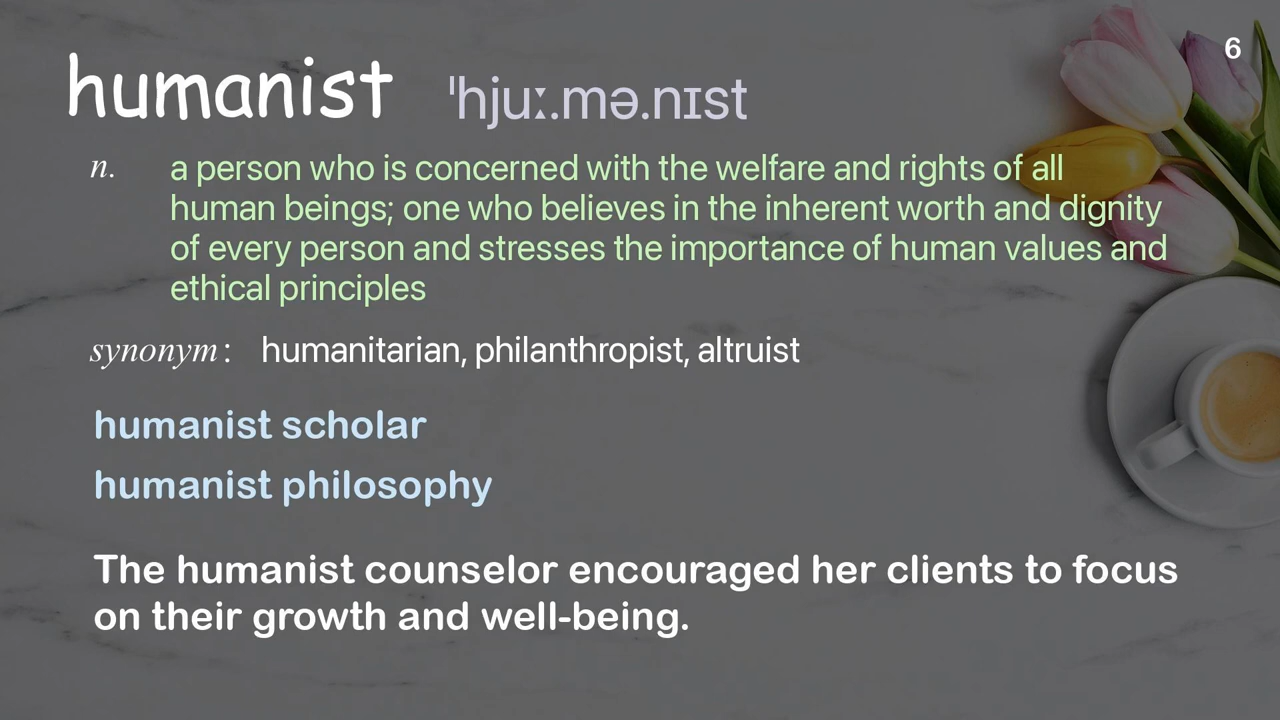 6
humanist ˈhjuː.mə.nɪst
n. a person who is concerned with the welfare and rights of all
human beings; one who believes in the inherent worth and dignity
of every person and stresses the importance of human values and
ethical principles
synonym: humanitarian, philanthropist, altruist
humanist scholar
humanist philosophy
The humanist counselor encouraged her clients to focus
on their growth and well-being.